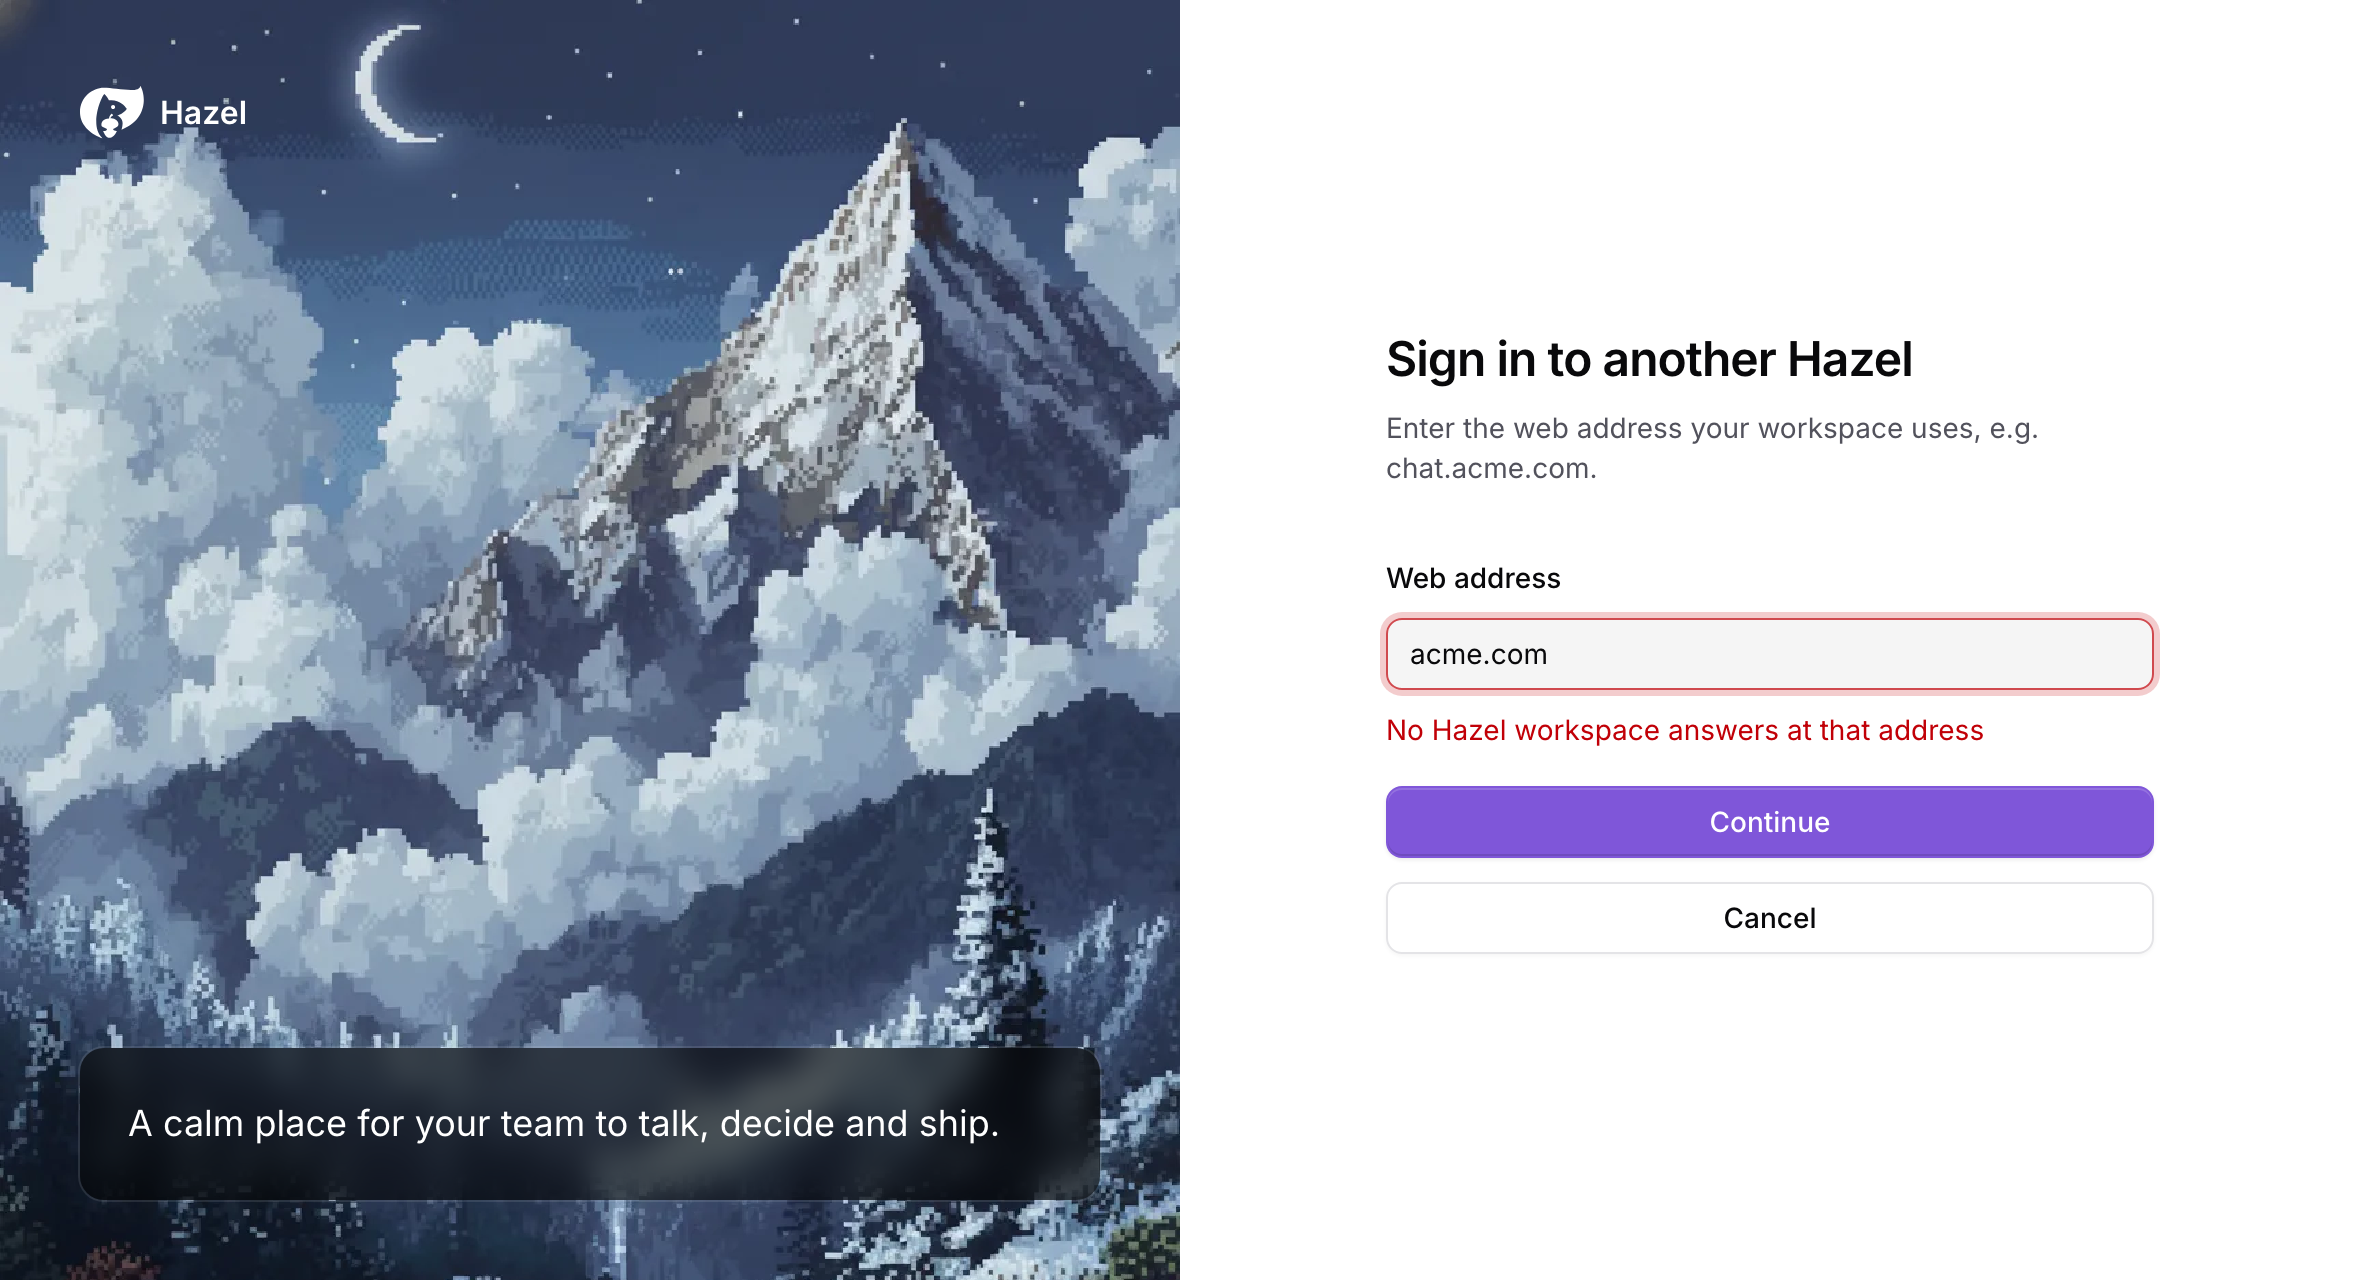 Hazel
A calm place for your team to talk, decide and ship.
Sign in to another Hazel
Enter the web address your workspace uses, e.g.
chat.acme.com.
Web address
acme.com
No Hazel workspace answers at that address
Continue
Cancel